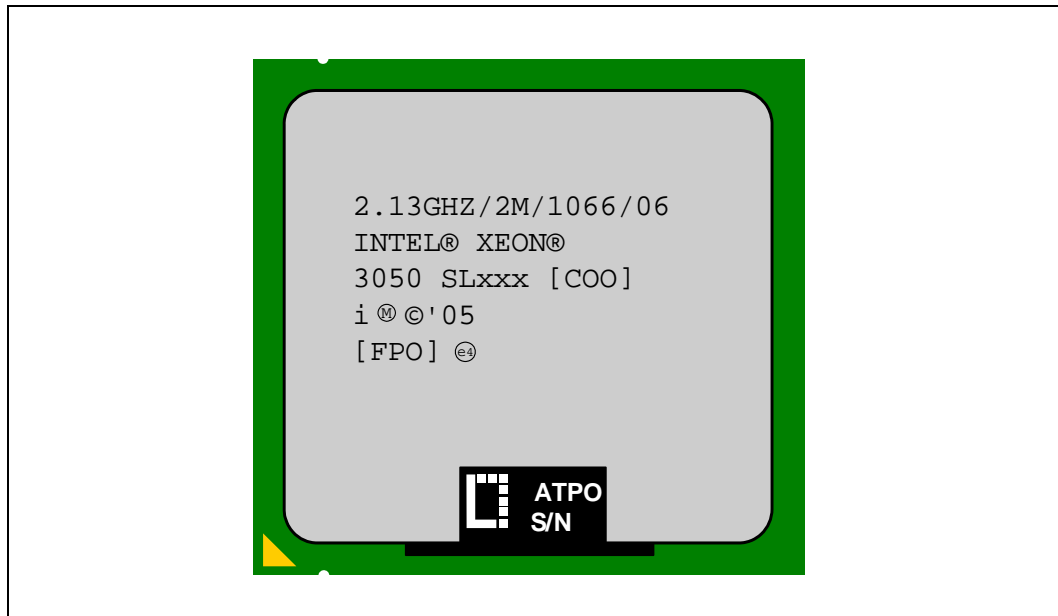 2.13GHZ/2M/1066/06
INTEL® XEON®
3050 SLxxx [COO]
i Ⓜ ©'05
[FPO] (e4)
ATPO
S/N